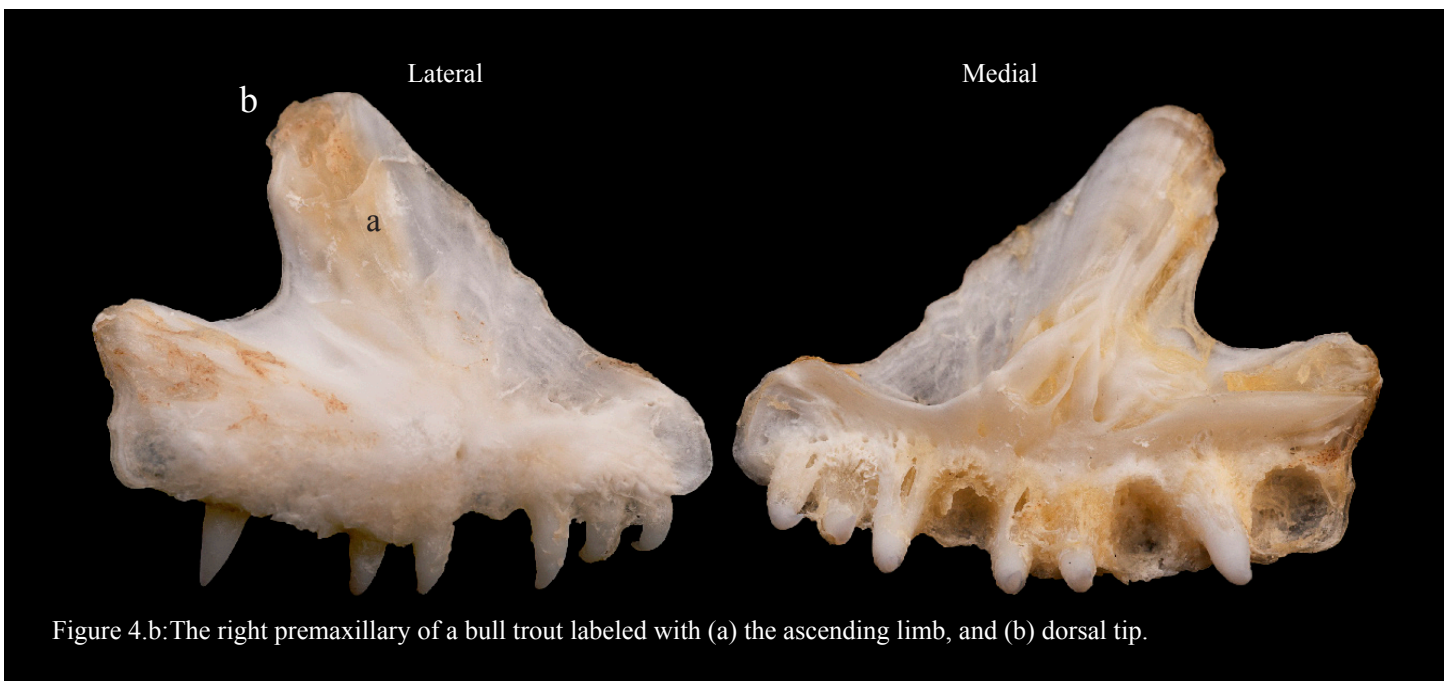 Lateral
Medial
b
a
Figure 4.b:The right premaxillary of a bull trout labeled with (a) the ascending limb, and (b) dorsal tip.